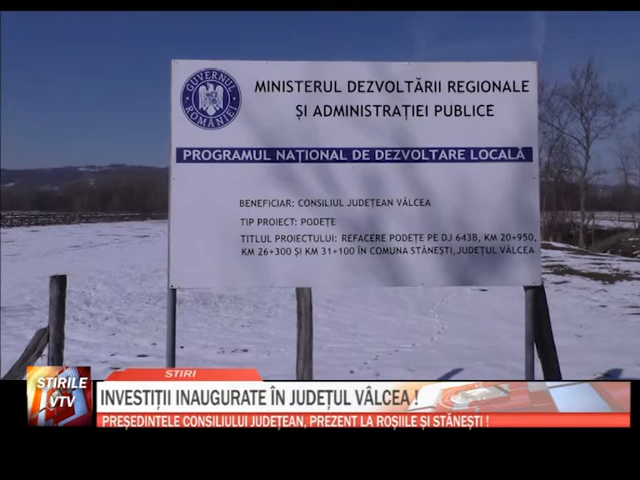 GUVERNUL ROMÂNIEI
MINISTERUL DEZVOLTĂRII REGIONALE
ȘI ADMINISTRAȚIEI PUBLICE
PROGRAMUL NAȚIONAL DE DEZVOLTARE LOCALĂ
BENEFICIAR: CONSILIUL JUDEȚEAN VÂLCEA
TIP PROIECT: PODEȚE
TITLUL PROIECTULUI: REFACERE PODEȚE PE DJ 643B, KM 20+950,
KM 26+300 ȘI KM 31+100 ÎN COMUNA STĂNEȘTI, JUDEȚUL VÂLCEA
STIRI
ȘTIRILE
VTV
INVESTIȚII INAUGURATE ÎN JUDEȚUL VÂLCEA !
PREȘEDINTELE CONSILIULUI JUDEȚEAN, PREZENT LA ROȘIILE ȘI STĂNEȘTI !